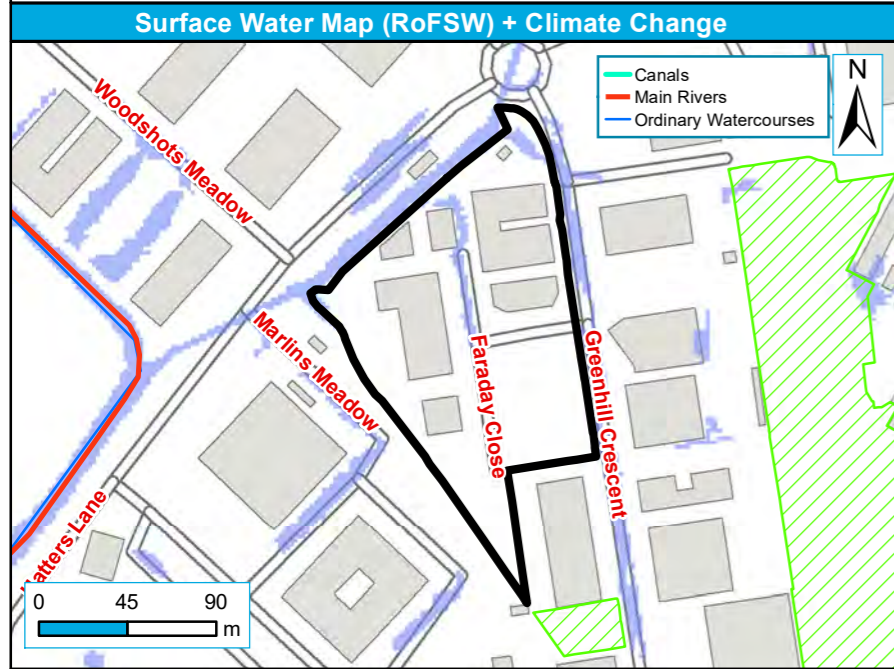 Surface Water Map (RoFSW) + Climate Change
Canals
Main Rivers
Ordinary Watercourses
N
Woodshots Meadow
Marlins Meadow
Faraday Close
Greenhill Crescent
Lane
0 45 90
m